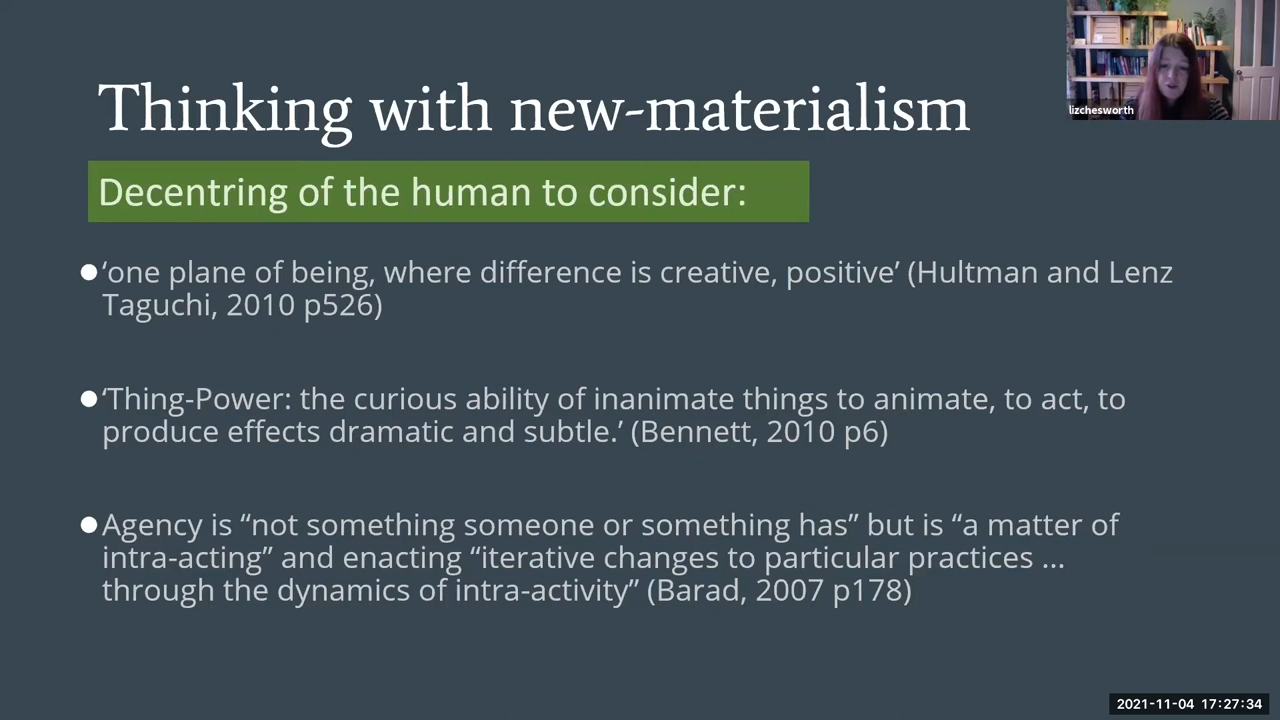 Thinking with new-materialism
lizchesworth
Decentring of the human to consider:
●‘one plane of being, where difference is creative, positive’ (Hultman and Lenz
Taguchi, 2010 p526)
●‘Thing-Power: the curious ability of inanimate things to animate, to act, to
produce effects dramatic and subtle.’ (Bennett, 2010 p6)
●Agency is “not something someone or something has” but is “a matter of
intra-acting” and enacting “iterative changes to particular practices ...
through the dynamics of intra-activity” (Barad, 2007 p178)
2021-11-04 17:27:34